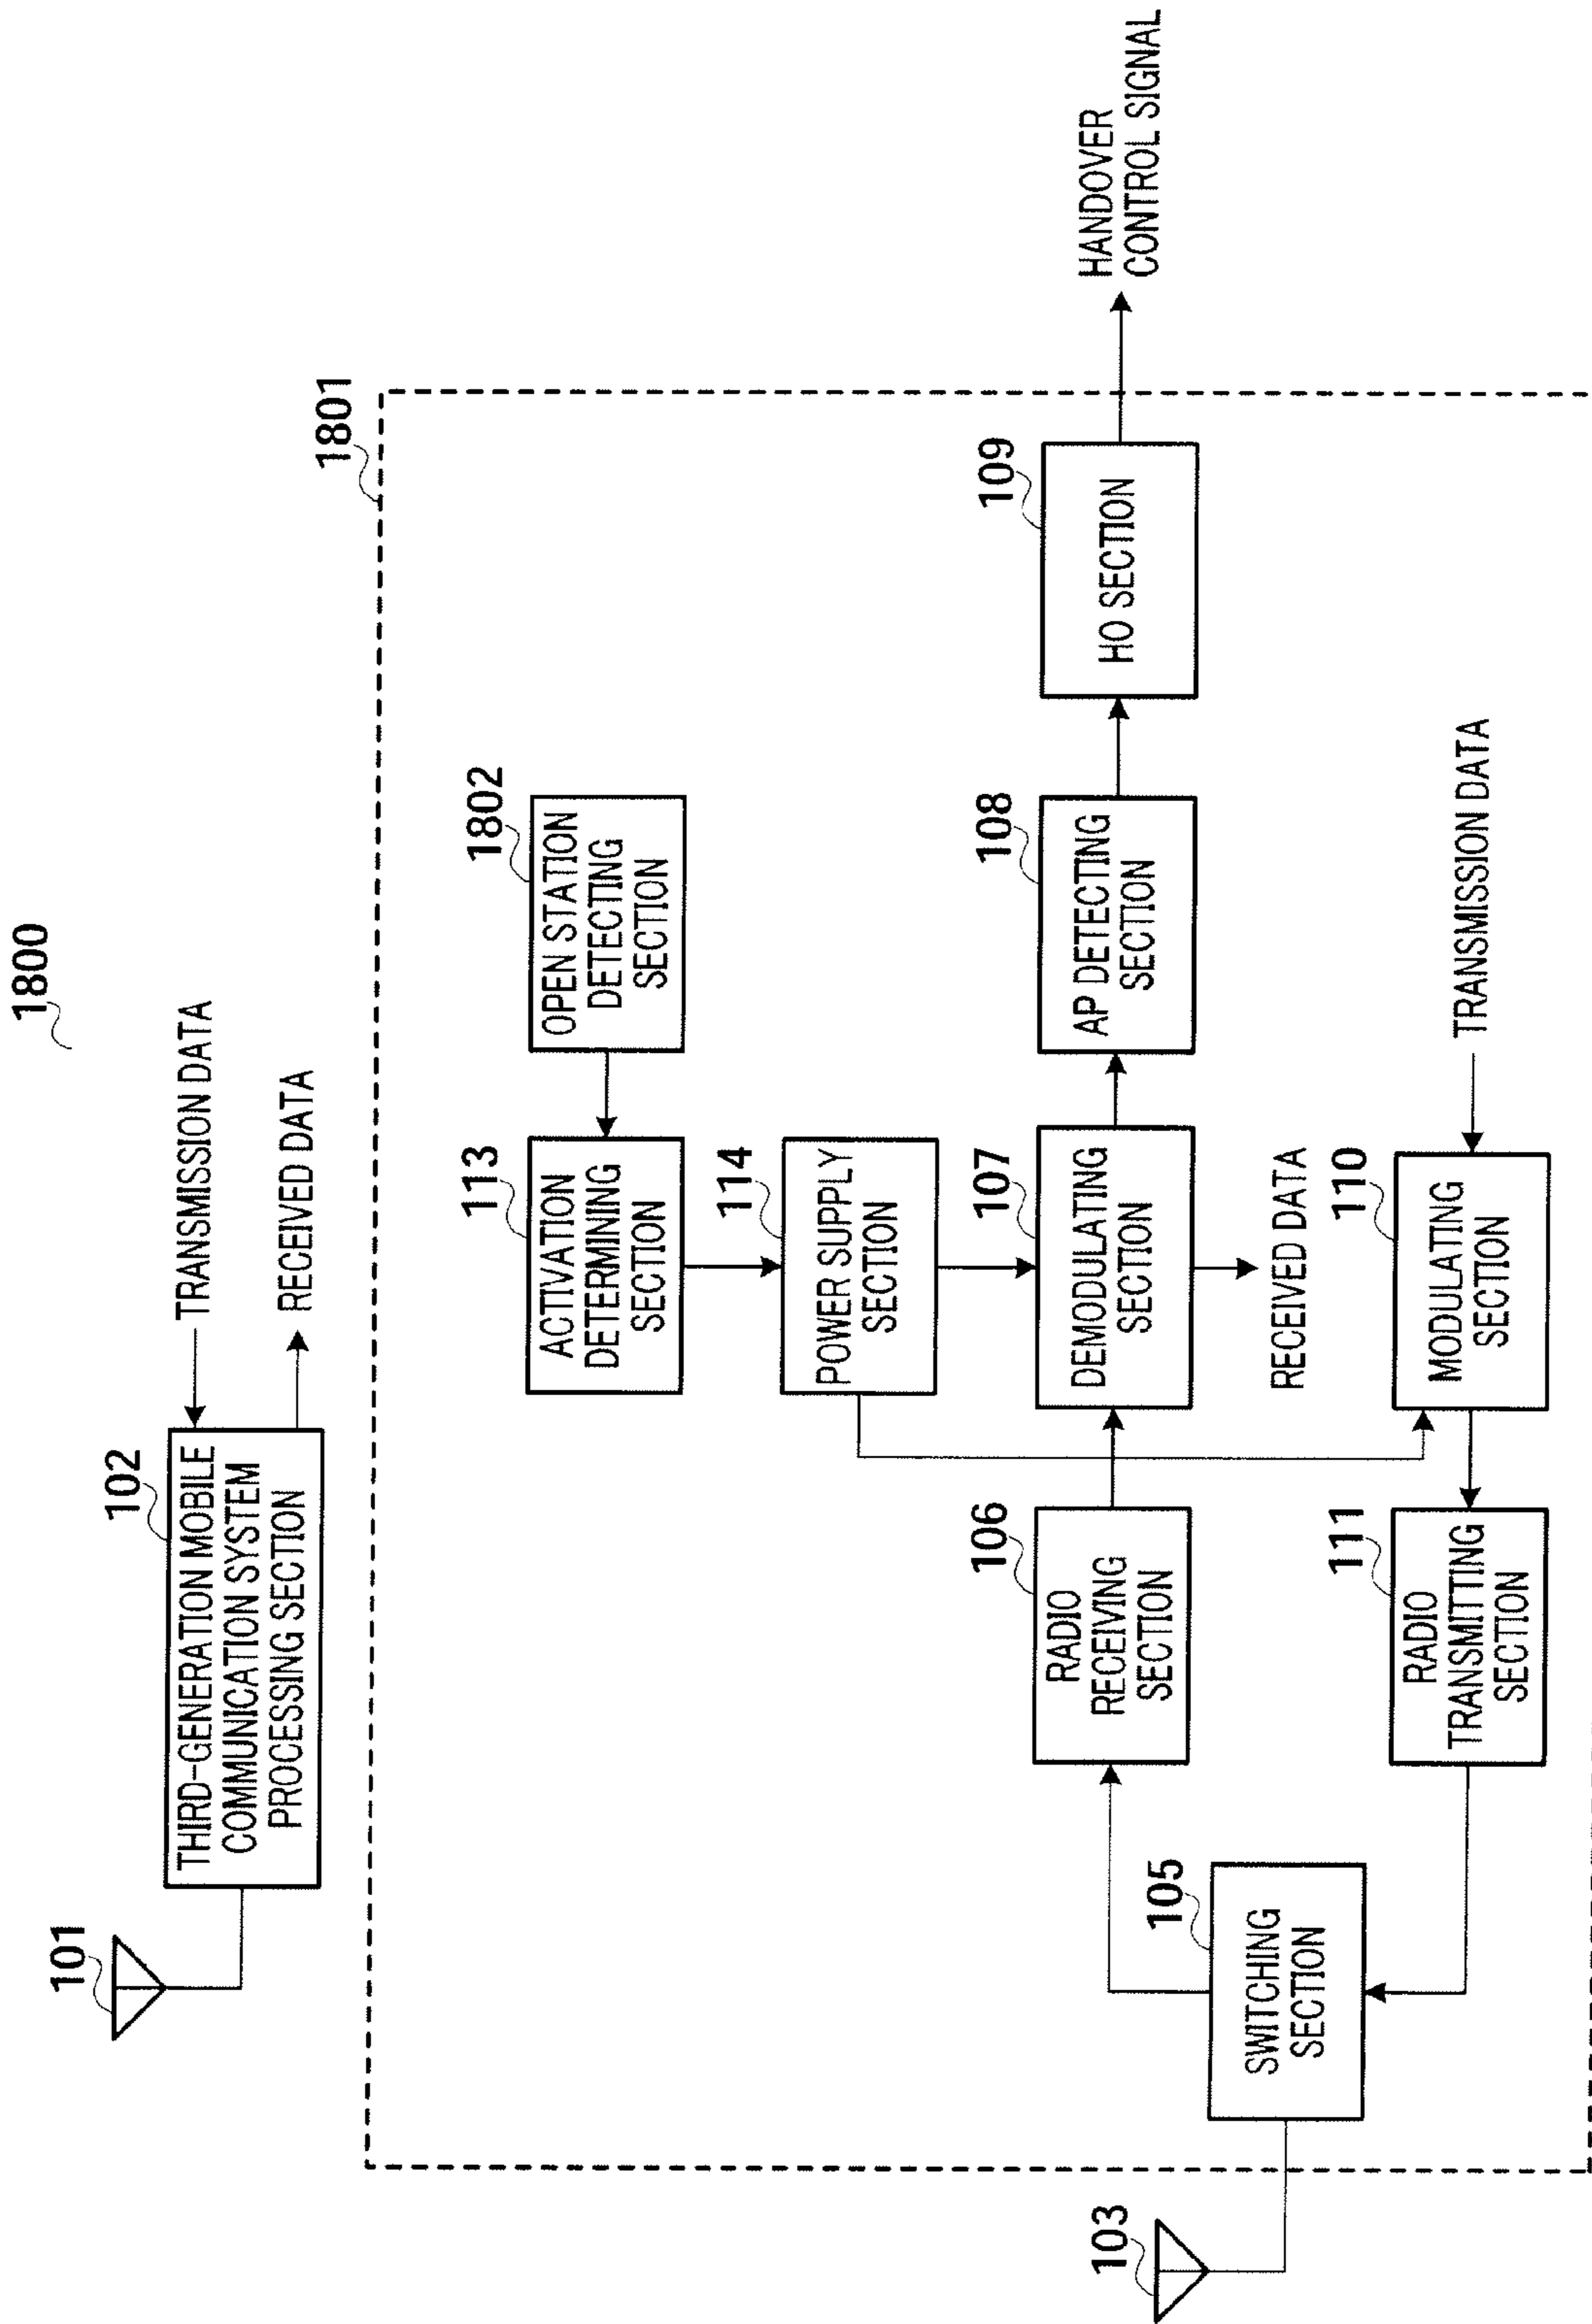 1800
101
102
THIRD-GENERATION MOBILE
COMMUNICATION SYSTEM
PROCESSING SECTION
TRANSMISSION DATA
RECEIVED DATA
1801
113
ACTIVATION
DETERMINING
SECTION
1802
OPEN STATION
DETECTING
SECTION
114
POWER SUPPLY
SECTION
103
105
SWITCHING
SECTION
106
RADIO
RECEIVING
SECTION
107
DEMODULATING
SECTION
108
AP DETECTING
SECTION
109
HO SECTION
HANDOVER
CONTROL SIGNAL
RECEIVED DATA
111
RADIO
TRANSMITTING
SECTION
110
MODULATING
SECTION
TRANSMISSION DATA